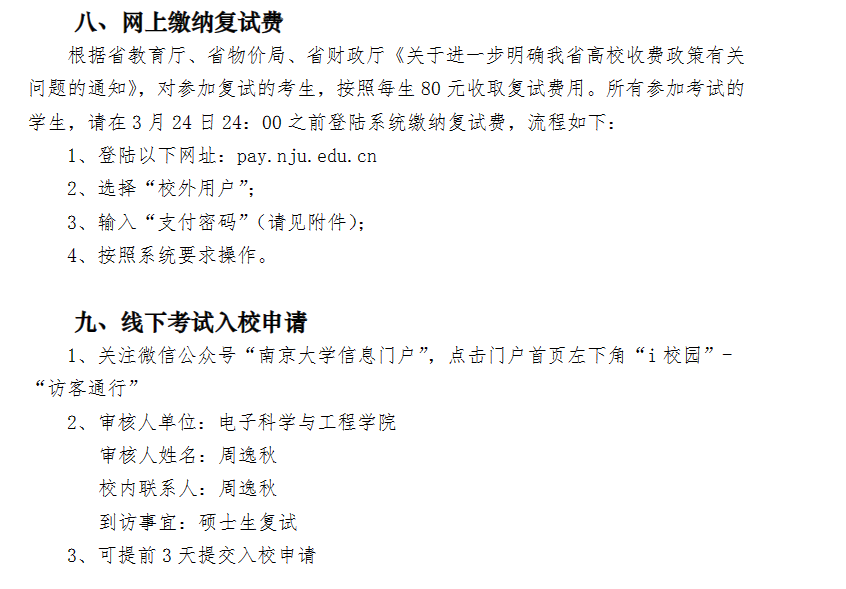 八、网上缴纳复试费
根据省教育厅、省物价局、省财政厅《关于进一步明确我省高校收费政策有关
问题的通知》，对参加复试的考生，按照每生 80 元收取复试费用。所有参加考试的
学生，请在 3 月 24 日 24：00 之前登陆系统缴纳复试费，流程如下：
1、登陆以下网址：pay.nju.edu.cn
2、选择“校外用户”；
3、输入“支付密码”（请见附件）；
4、按照系统要求操作。
九、线下考试入校申请
1、关注微信公众号“南京大学信息门户”，点击门户首页左下角“i 校园”-
“访客通行”
2、审核人单位：电子科学与工程学院
审核人姓名：周逸秋
校内联系人：周逸秋
到访事宜：硕士生复试
3、可提前 3 天提交入校申请